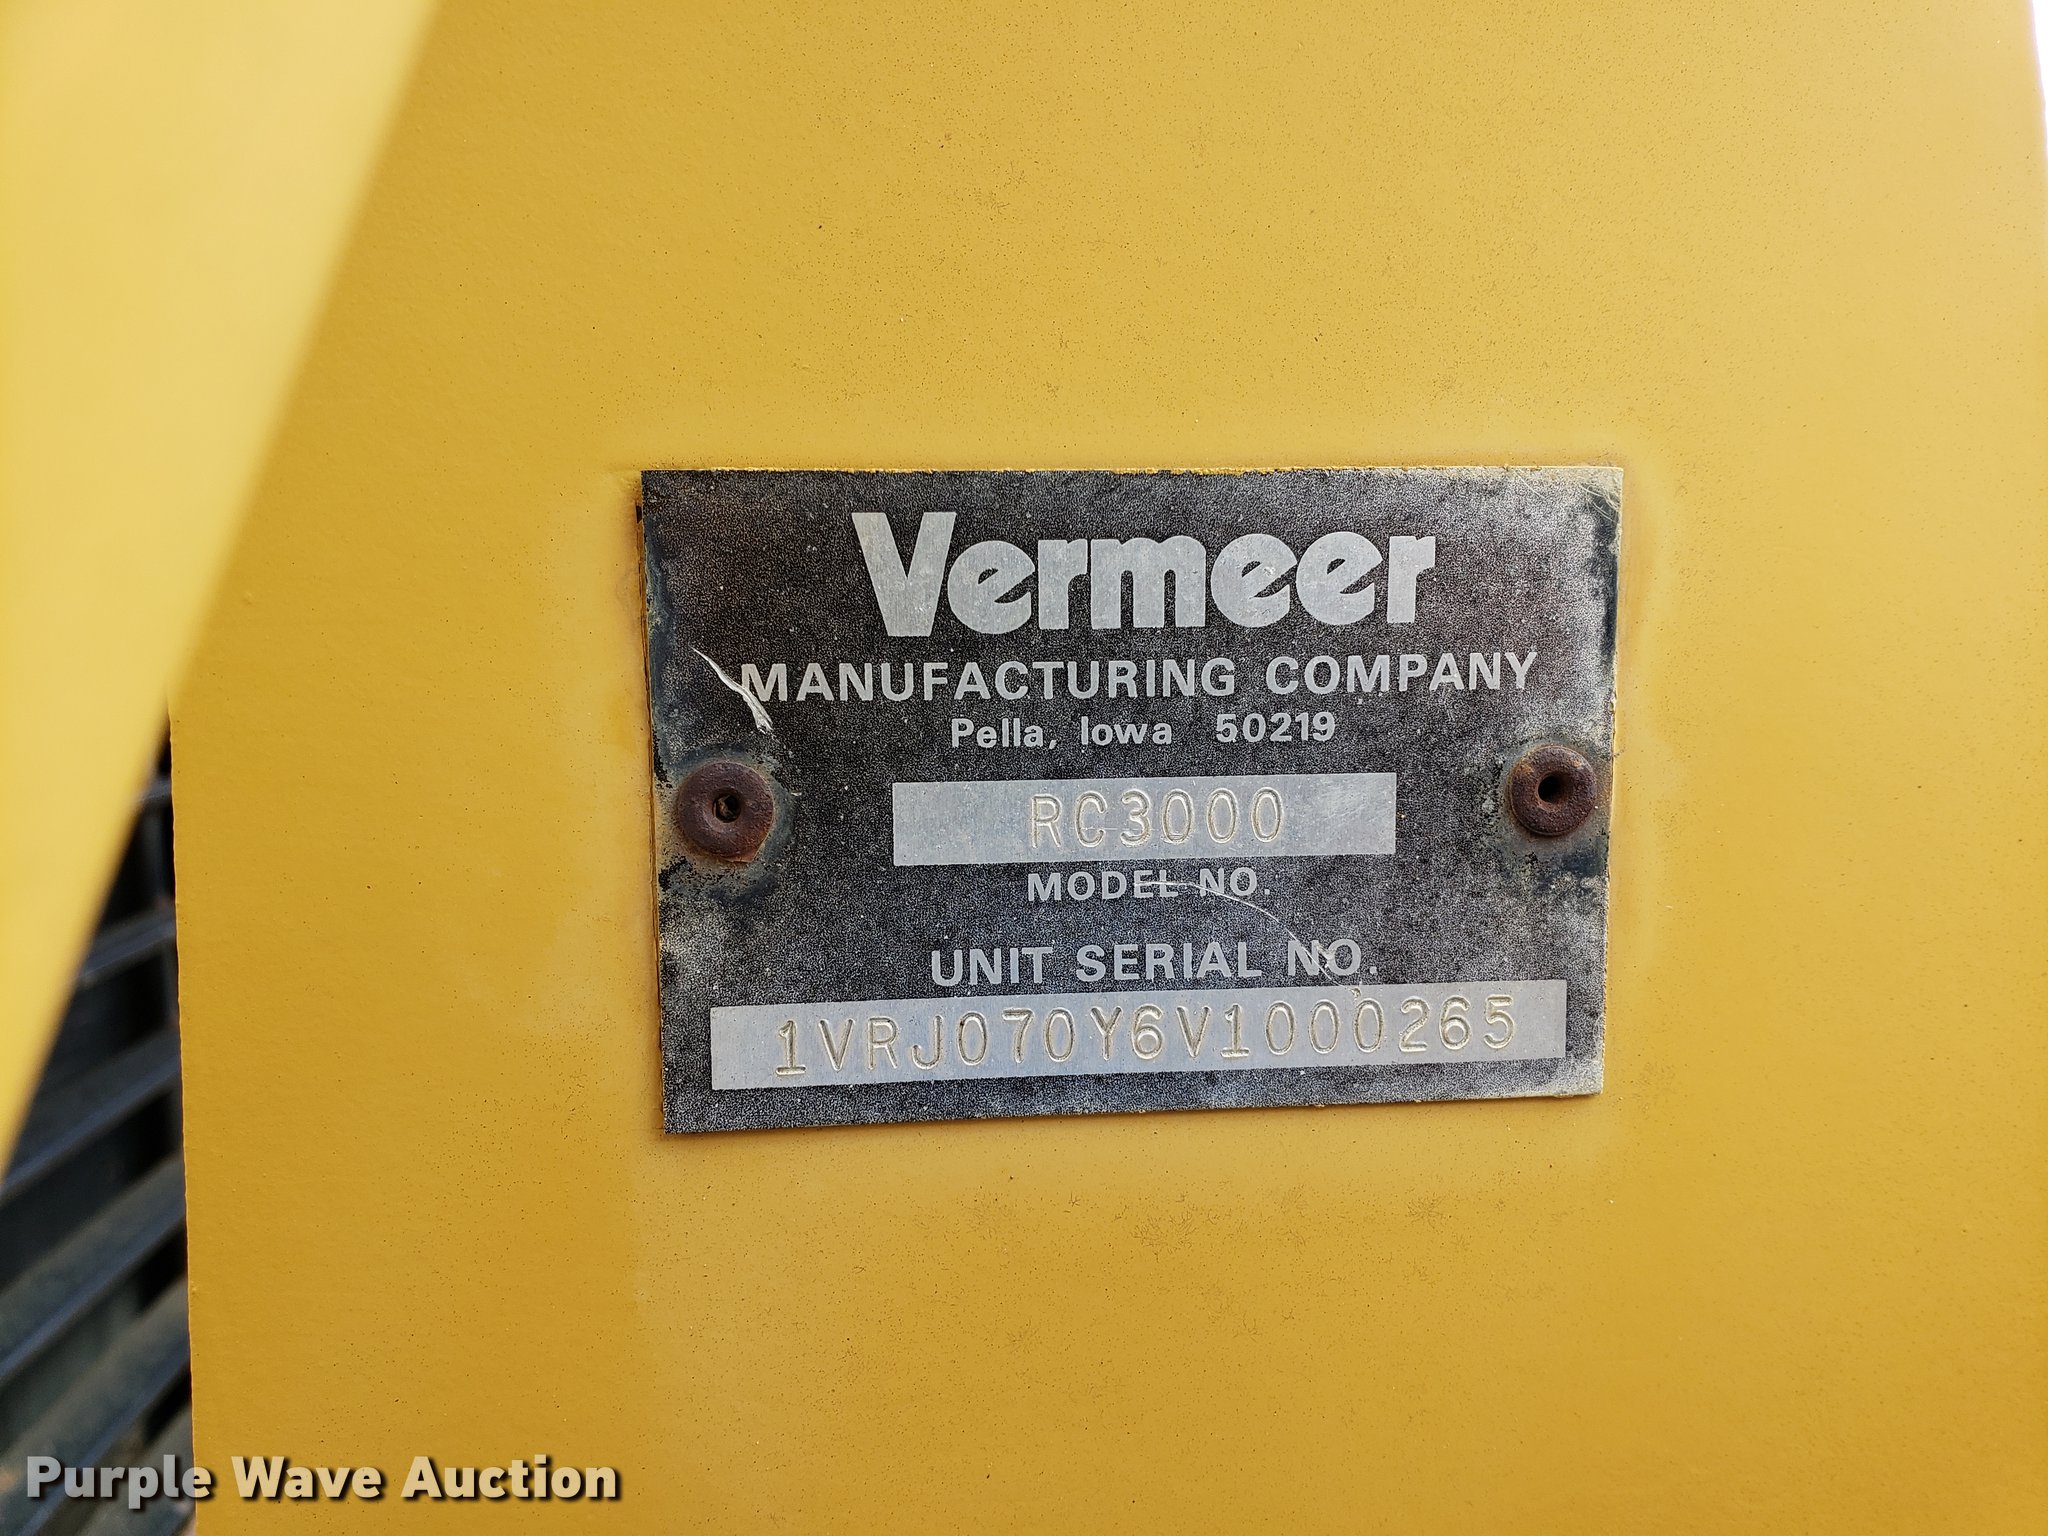 Vermeer
MANUFACTURING COMPANY
Pella, Iowa 50219
RC3000
MODEL NO.
UNIT SERIAL NO.
1VRJ070Y6V1000265
Purple Wave Auction